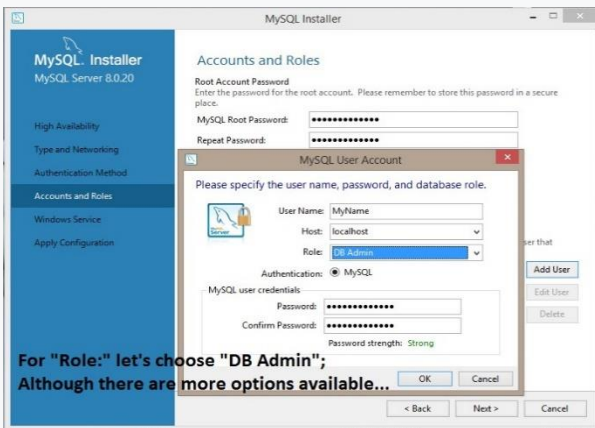 MySQL Installer
MySQL. Installer
MySQL Server 8.0.20
High Availability
Type and Networking
Authentication Method
Accounts and Roles
Windows Service
Apply Configuration
Accounts and Roles
Root Account Password
Enter the password for the root account. Please remember to store this password in a secure
place.
MySQL Root Password: •••••••••••••
Repeat Password: •••••••••••••
MySQL User Account
Please specify the user name, password, and database role.
Server
User Name: MyName
Host: localhost
Role: DB Admin
Authentication: MySQL
MySQL user credentials
Password: •••••••••••••
Confirm Password: •••••••••••••
Password strength: Strong
OK Cancel
ser that
Add User
Edit User
Delete
For "Role:" let's choose "DB Admin";
Although there are more options available...
< Back Next > Cancel